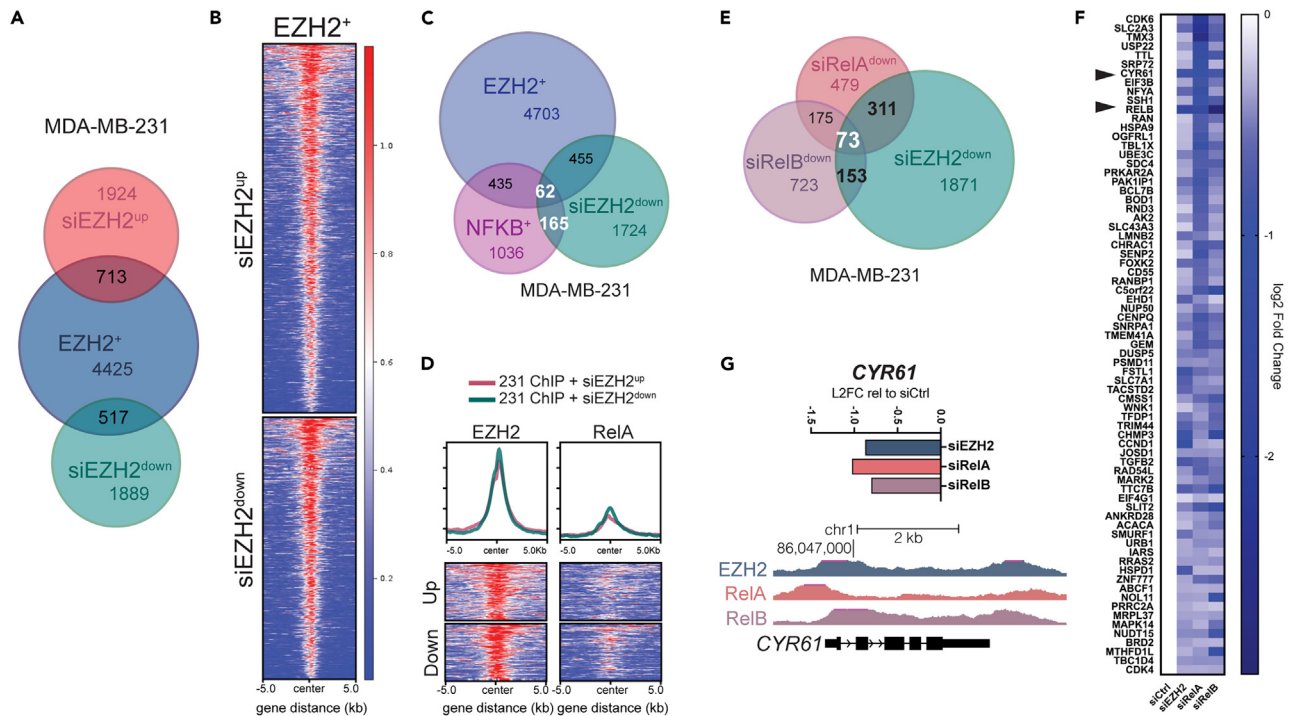 A
MDA-MB-231
1924
siEZH2up
713
EZH2+
4425
517
siEZH2down
1889
B
EZH2+
siEZH2up
siEZH2down
-5.0
center
5.0
gene distance (kb)
1.0
0.8
0.6
0.4
0.2
C
EZH2+
4703
455
435
62
siEZH2down
165
1724
NFKB+
1036
MDA-MB-231
D
231 ChIP + siEZH2up
231 ChIP + siEZH2down
EZH2
RelA
-5.0
center
5.0Kb
-5.0
center
5.0Kb
Up
Down
-5.0
center
5.0
-5.0
center
5.0
gene distance (kb)
gene distance (kb)
E
siRelAdown
479
175
311
73
siRelBdown
723
153
siEZH2down
1871
MDA-MB-231
F
CDK6
SLC2A3
TMX3
USP22
TTL
SRP72
CYR61
EIF3B
NFYA
SSH1
RELB
RAN
HSPA9
OGFRL1
TBL1X
UBE3C
SDC4
PRKAR2A
PAK1IP1
BCL7B
BOD1
RND3
AK2
SLC43A3
LMNB2
CHRAC1
SENP2
FOXK2
CD55
RANBP1
C5orf22
EHD1
NUP50
CENPQ
SNRPA1
TMEM41A
GEM
DUSP5
PSMD11
FSTL1
SLC7A1
TACSTD2
CMSS1
WNK1
TFDP1
TRIM44
CHMP3
CCND1
JOSD1
TGFB2
RAD54L
MARK2
TTC7B
EIF4G1
SLIT2
ANKRD28
ACACA
SMURF1
URB1
IARS
RRAS2
HSPD1
ZNF777
ABCF1
NOL11
PRRC2A
MRPL37
MAPK14
NUDT15
BRD2
MTHFD1L
TBC1D4
CDK4
siCtrl
siEZH2
siRelA
siRelB
0
-1
-2
log2 Fold Change
G
CYR61
L2FC rel to siCtrl
-1.5
-1.0
-0.5
0.0
siEZH2
siRelA
siRelB
chr1
2 kb
86,047,000
EZH2
RelA
RelB
CYR61